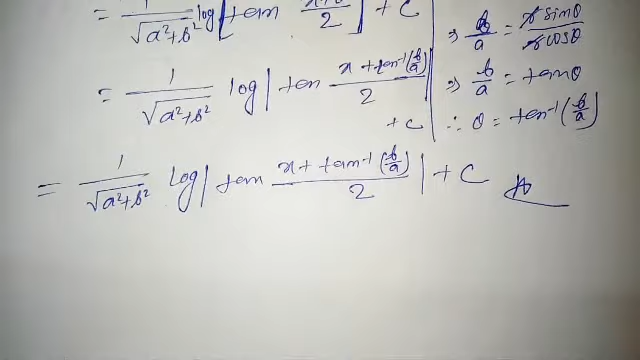 = 1/√(a²+b²) log[tan (x+θ)/2] + C
= 1/√(a²+b²) log|tan (x + tan⁻¹(b/a))/2| + C
⇒ b/a = r sinθ / r cosθ
⇒ b/a = tanθ
∴ θ = tan⁻¹(b/a)
= 1/√(a²+b²) log|tan (x + tan⁻¹(b/a))/2| + C